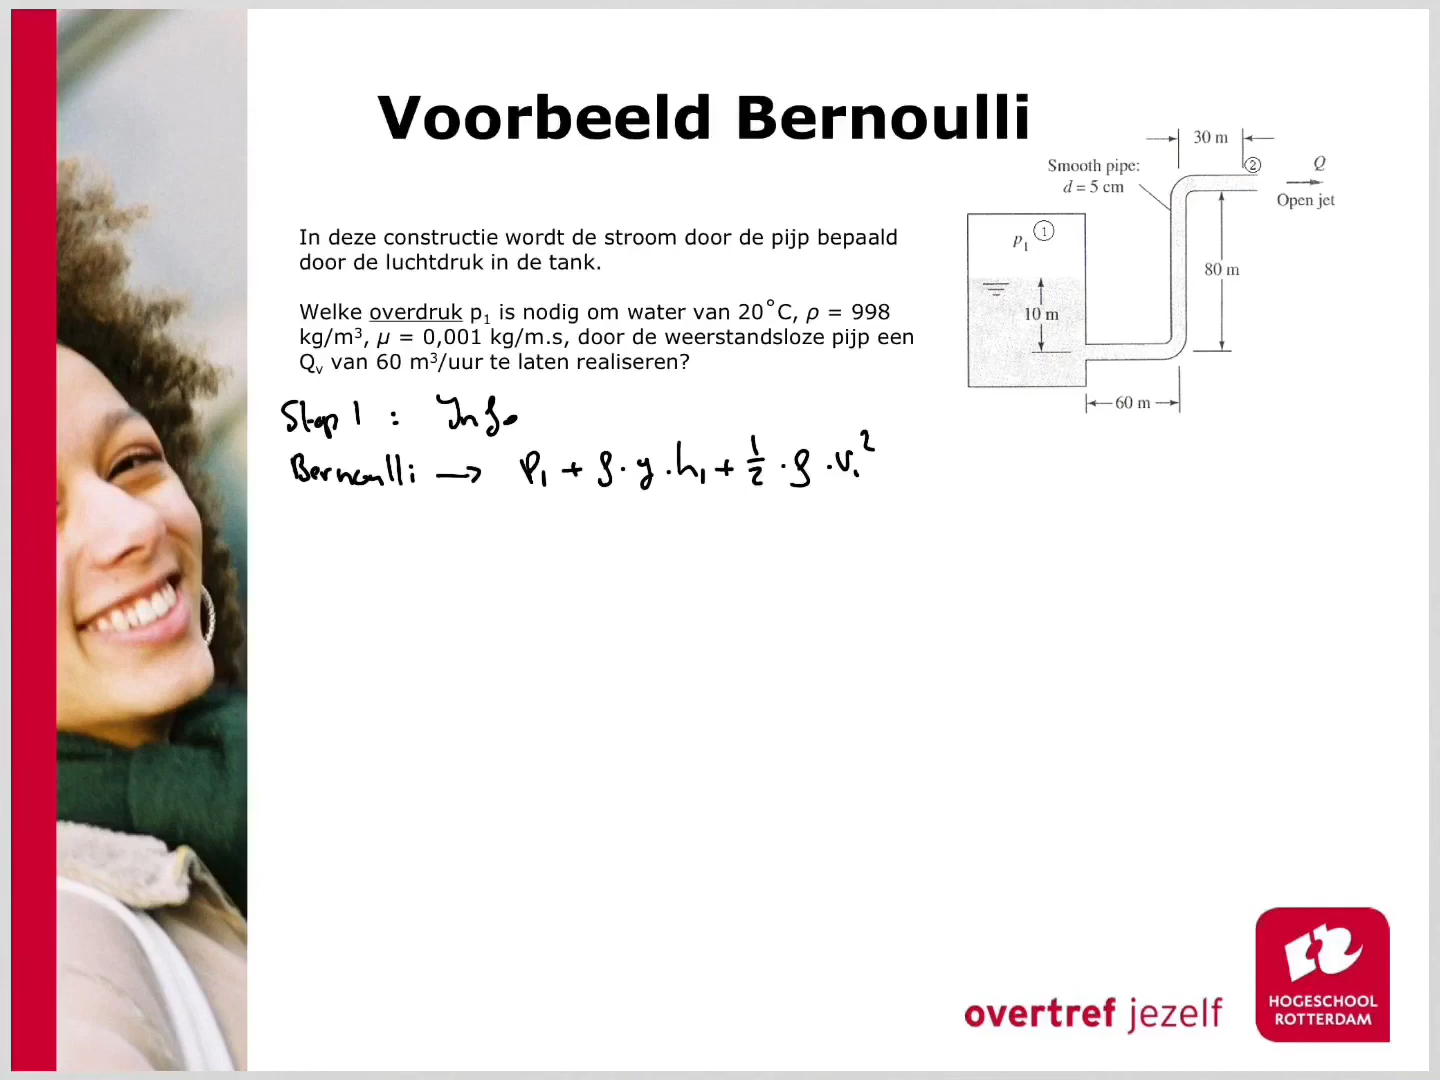 Voorbeeld Bernoulli
30 m
Smooth pipe:
d = 5 cm
②
Q
Open jet
p₁ ①
80 m
10 m
60 m
In deze constructie wordt de stroom door de pijp bepaald
door de luchtdruk in de tank.
Welke overdruk p₁ is nodig om water van 20°C, ρ = 998
kg/m³, μ = 0,001 kg/m.s, door de weerstandsloze pijp een
Qᵥ van 60 m³/uur te laten realiseren?
Stap 1 : Info
Bernoulli → P₁ + ρ · g · h₁ + ½ · ρ · v₁²
overtref jezelf
HOGESCHOOL
ROTTERDAM